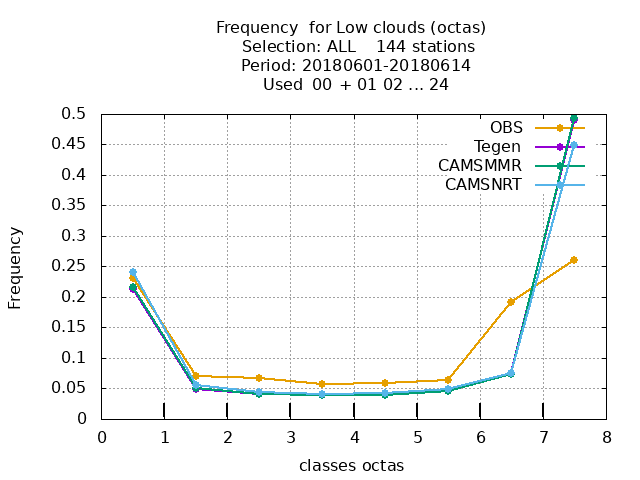 Frequency  for Low clouds (octas)
Selection: ALL    144 stations
Period: 20180601-20180614
Used  00 + 01 02 ... 24
0.5
0.45
0.4
0.35
0.3
0.25
0.2
0.15
0.1
0.05
0
Frequency
OBS
Tegen
CAMSMMR
CAMSNRT
0 1 2 3 4 5 6 7 8
classes octas